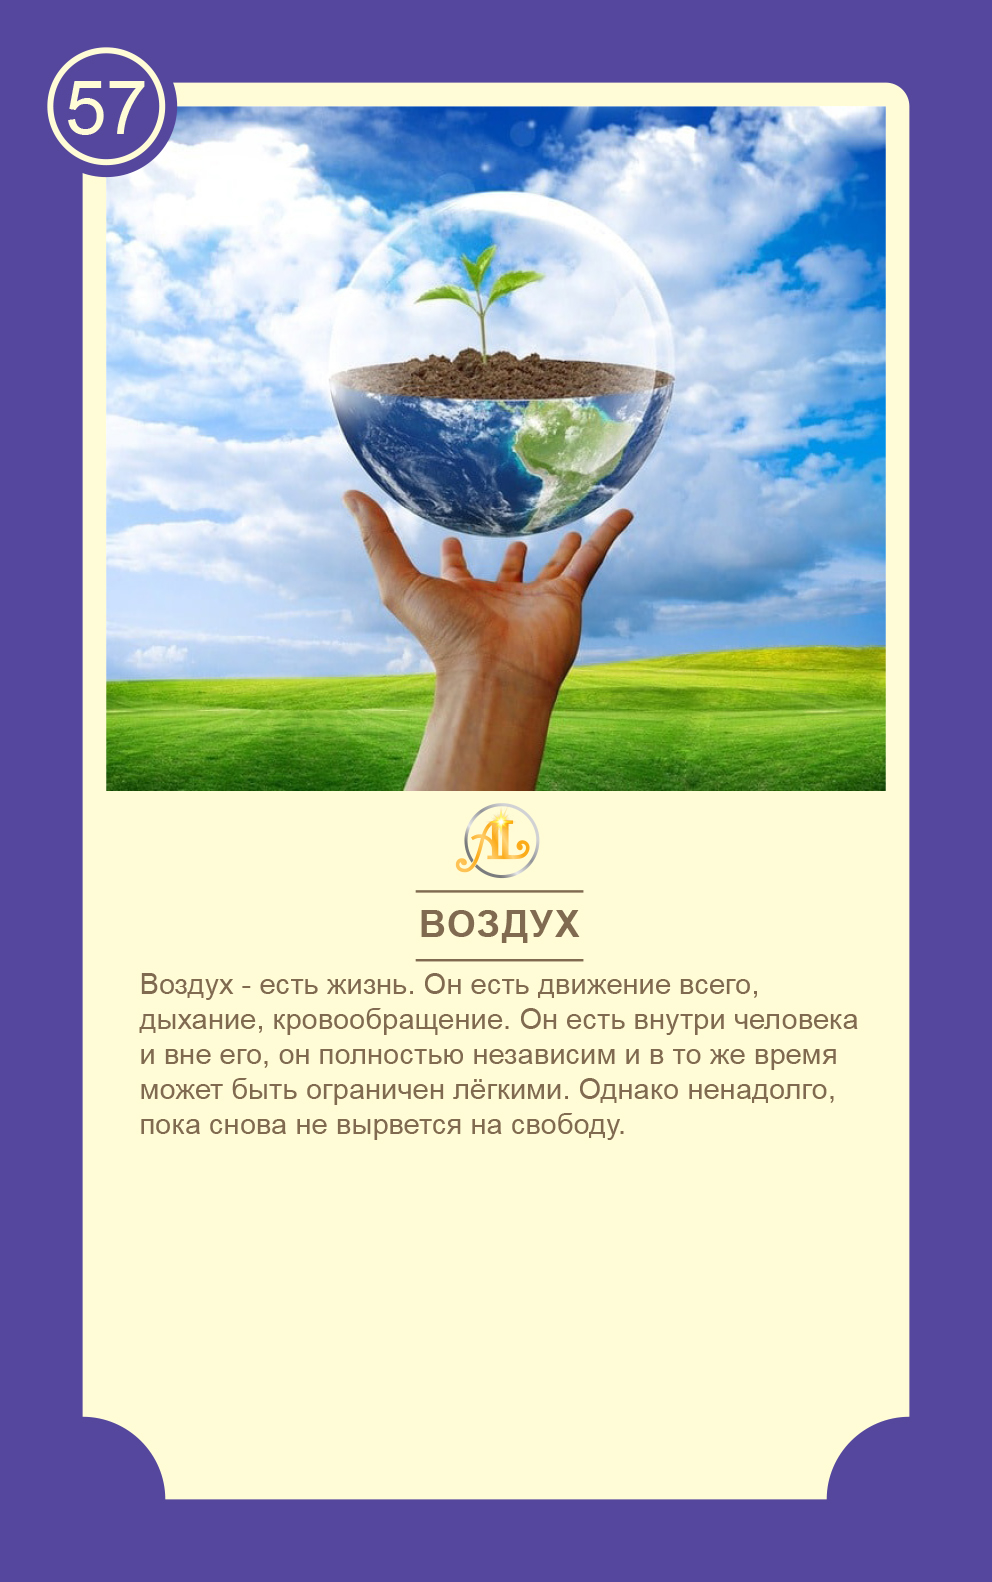 57
AL
ВОЗДУХ
Воздух - есть жизнь. Он есть движение всего,
дыхание, кровообращение. Он есть внутри человека
и вне его, он полностью независим и в то же время
может быть ограничен лёгкими. Однако ненадолго,
пока снова не вырвется на свободу.